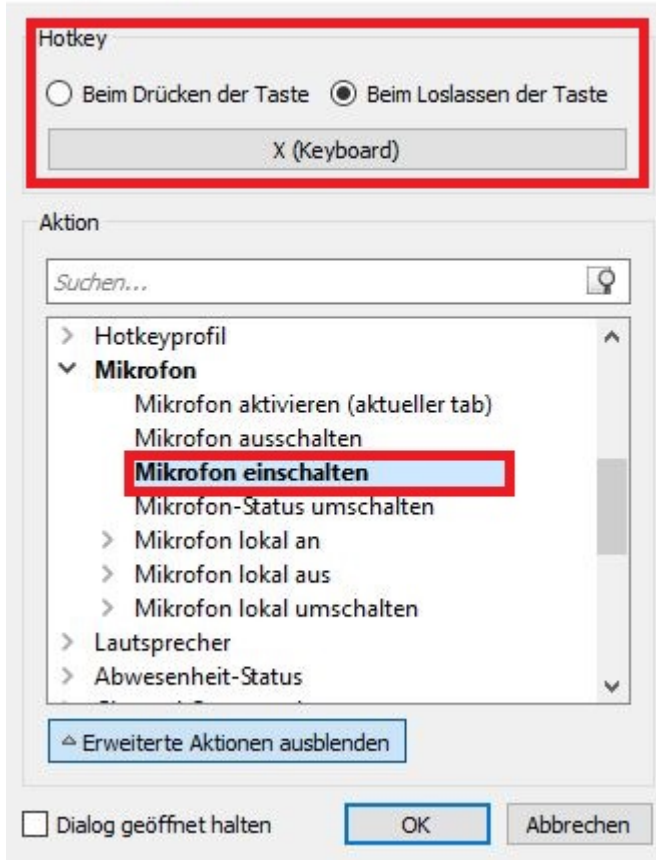 Hotkey
Beim Drücken der Taste Beim Loslassen der Taste
X (Keyboard)
Aktion
Suchen...
Hotkeyprofil
Mikrofon
Mikrofon aktivieren (aktueller tab)
Mikrofon ausschalten
Mikrofon einschalten
Mikrofon-Status umschalten
Mikrofon lokal an
Mikrofon lokal aus
Mikrofon lokal umschalten
Lautsprecher
Abwesenheit-Status
Erweiterte Aktionen ausblenden
Dialog geöffnet halten OK Abbrechen